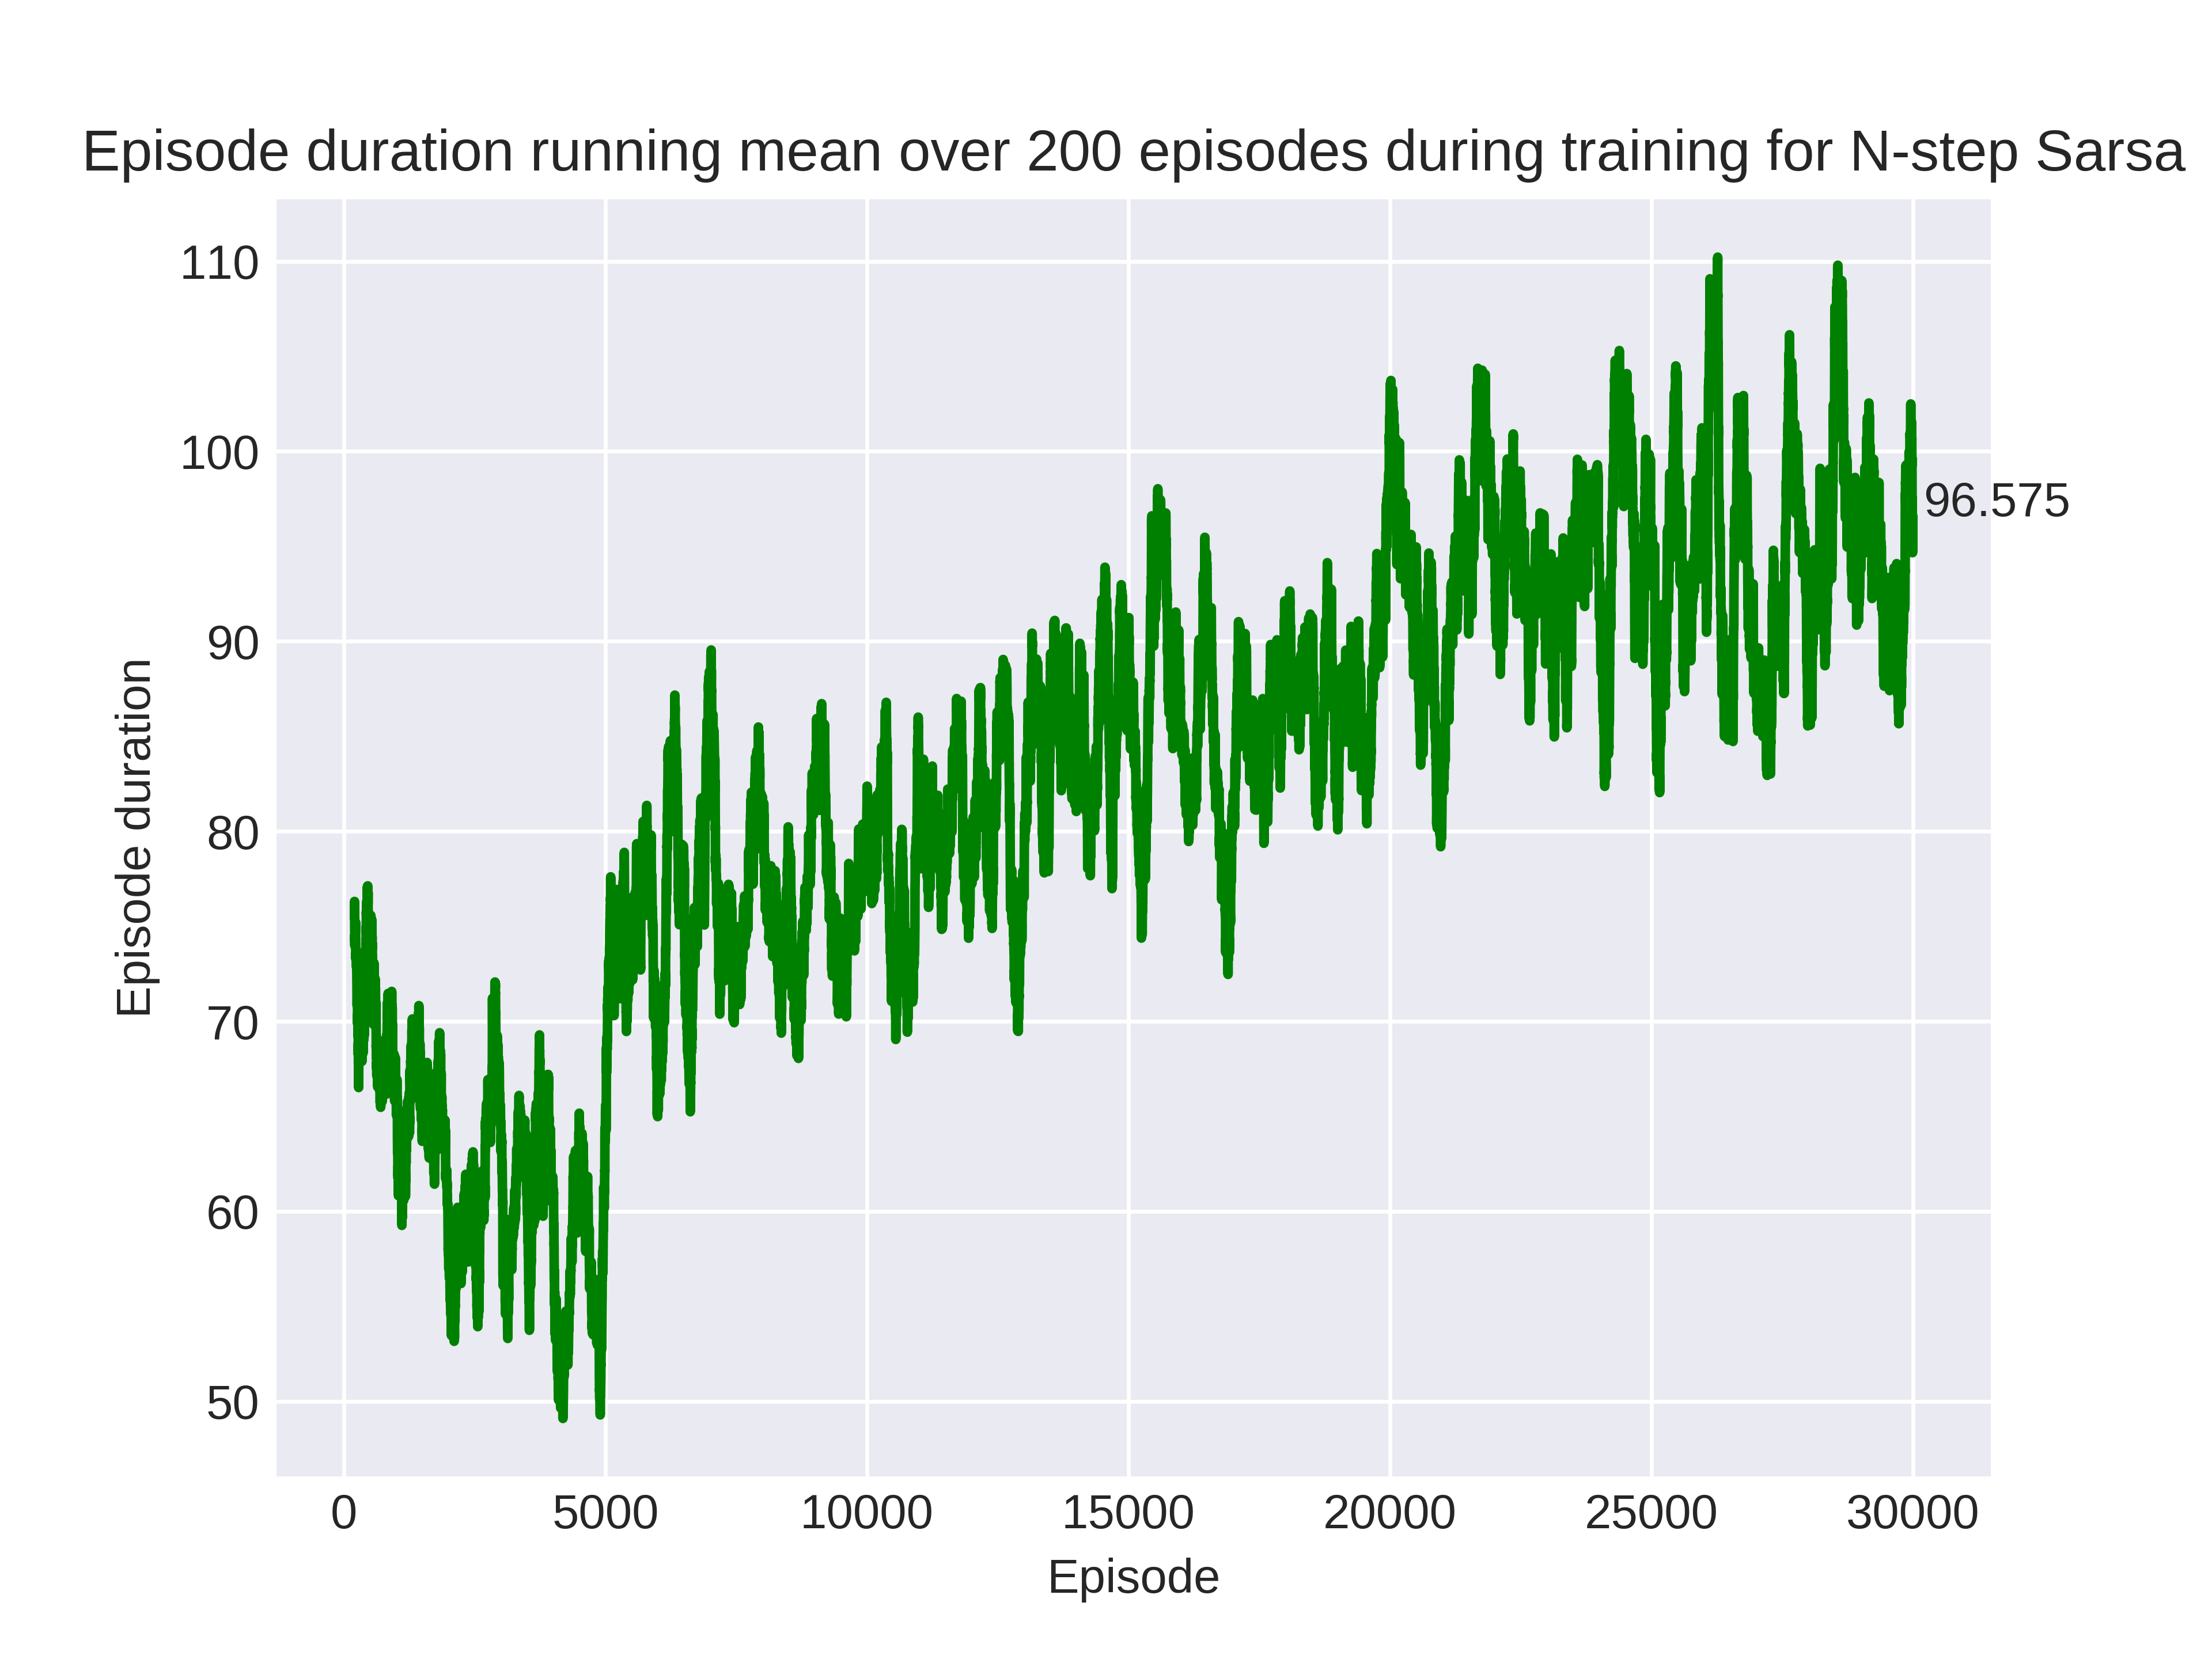 Episode duration running mean over 200 episodes during training for N-step Sarsa
110
100
90
80
70
60
50
Episode duration
96.575
0 5000 10000 15000 20000 25000 30000
Episode